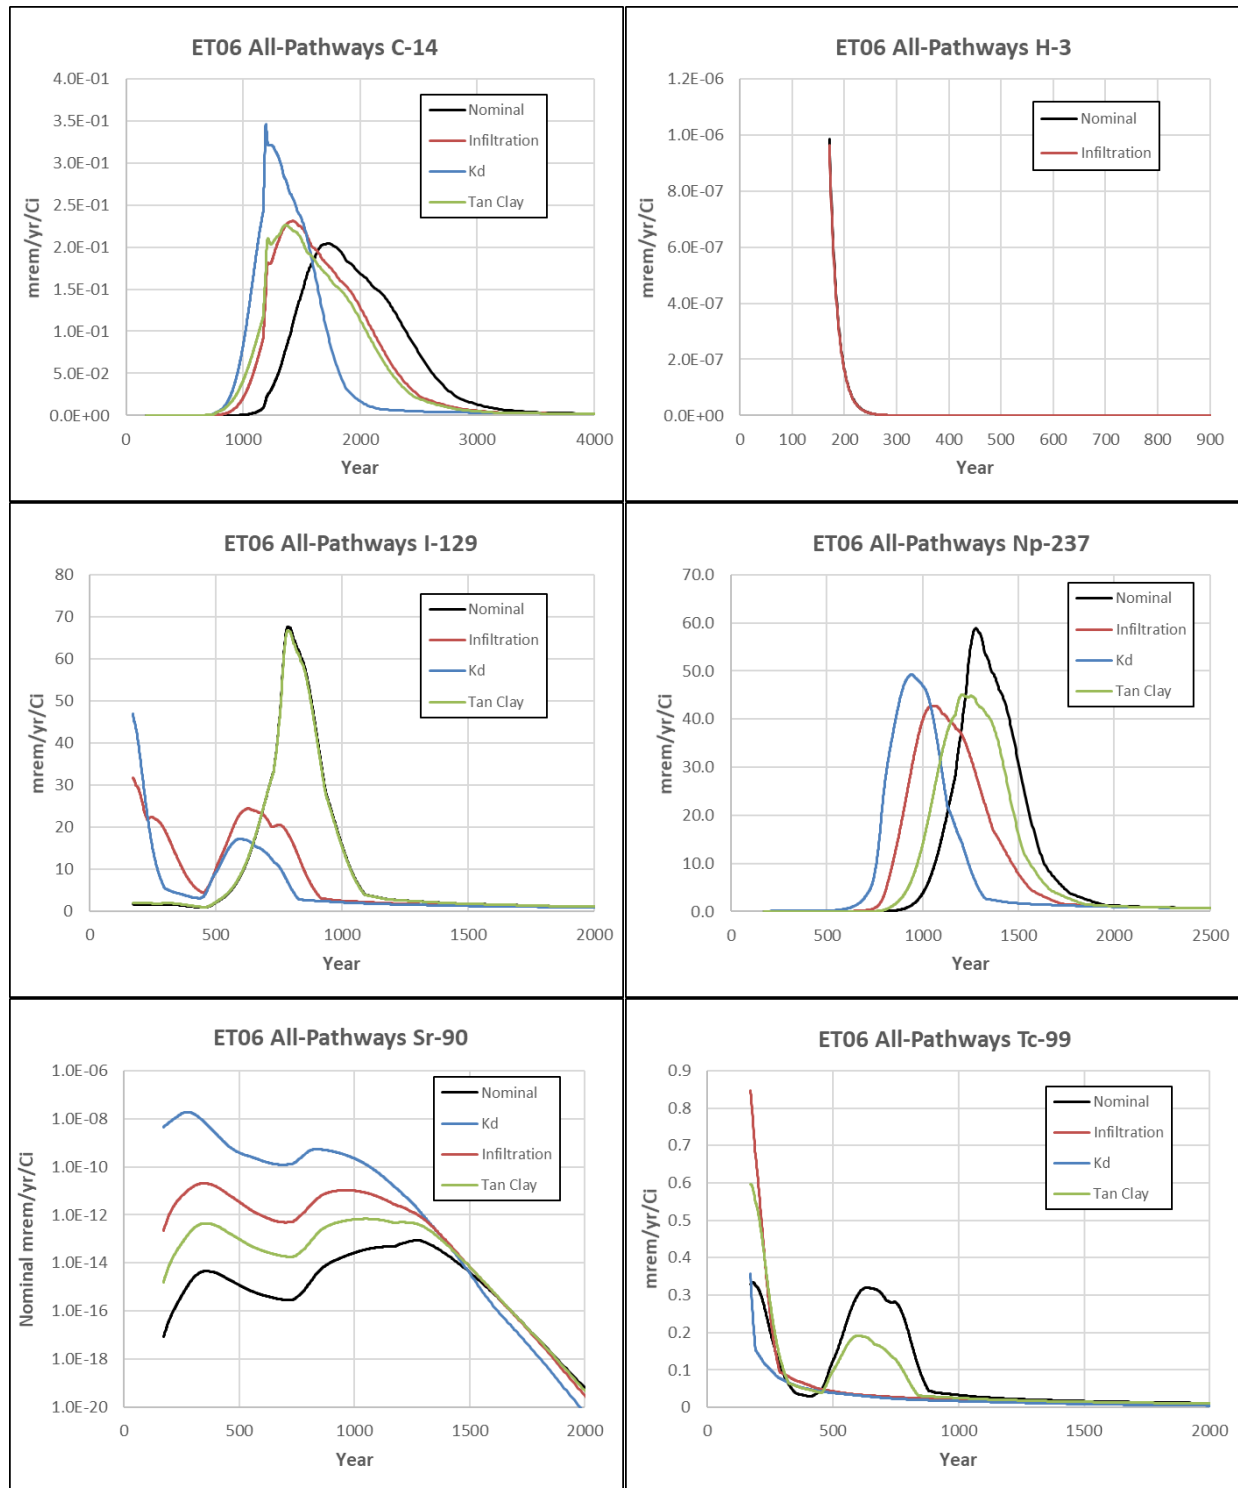 ET06 All-Pathways C-14
4.0E-01
3.5E-01
3.0E-01
2.5E-01
2.0E-01
1.5E-01
1.0E-01
5.0E-02
0.0E+00
mrem/yr/Ci
0 1000 2000 3000 4000
Year
Nominal
Infiltration
Kd
Tan Clay
ET06 All-Pathways H-3
1.2E-06
1.0E-06
8.0E-07
6.0E-07
4.0E-07
2.0E-07
0.0E+00
mrem/yr/Ci
0 100 200 300 400 500 600 700 800 900
Year
Nominal
Infiltration
ET06 All-Pathways I-129
80
70
60
50
40
30
20
10
0
mrem/yr/Ci
0 500 1000 1500 2000
Year
Nominal
Infiltration
Kd
Tan Clay
ET06 All-Pathways Np-237
70.0
60.0
50.0
40.0
30.0
20.0
10.0
0.0
mrem/yr/Ci
0 500 1000 1500 2000 2500
Year
Nominal
Infiltration
Kd
Tan Clay
ET06 All-Pathways Sr-90
1.0E-06
1.0E-08
1.0E-10
1.0E-12
1.0E-14
1.0E-16
1.0E-18
1.0E-20
Nominal mrem/yr/Ci
0 500 1000 1500 2000
Year
Nominal
Kd
Infiltration
Tan Clay
ET06 All-Pathways Tc-99
0.9
0.8
0.7
0.6
0.5
0.4
0.3
0.2
0.1
0
mrem/yr/Ci
0 500 1000 1500 2000
Year
Nominal
Infiltration
Kd
Tan Clay